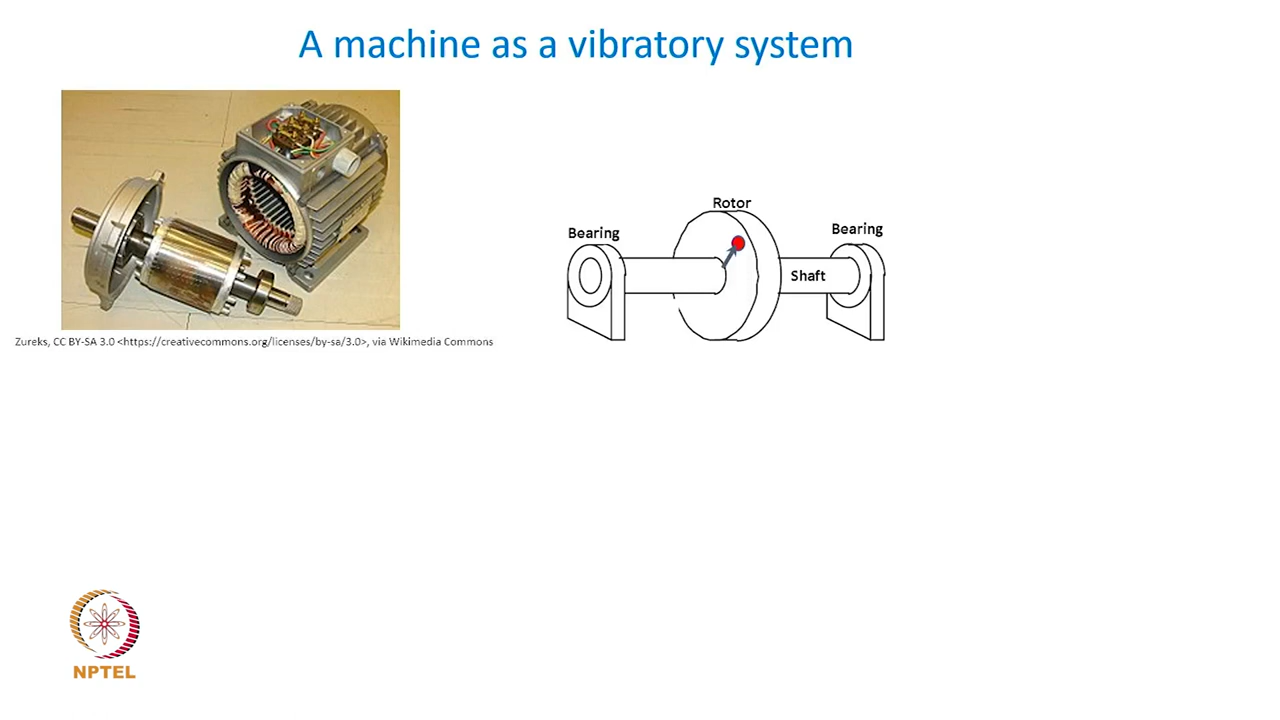 A machine as a vibratory system
Rotor
Bearing
Bearing
Shaft
Zureks, CC BY-SA 3.0 <https://creativecommons.org/licenses/by-sa/3.0>, via Wikimedia Commons
NPTEL